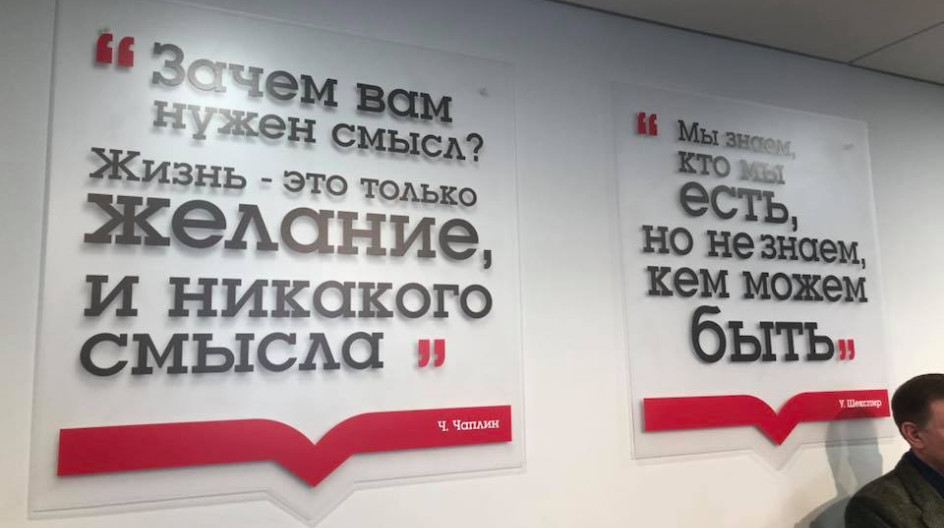 “ Зачем вам
нужен смысл?
Жизнь - это только
желание,
и никакого
смысла ”
Ч. Чаплин
“ Мы знаем,
кто мы
есть,
но не знаем,
кем можем
быть ”
У. Шекспир